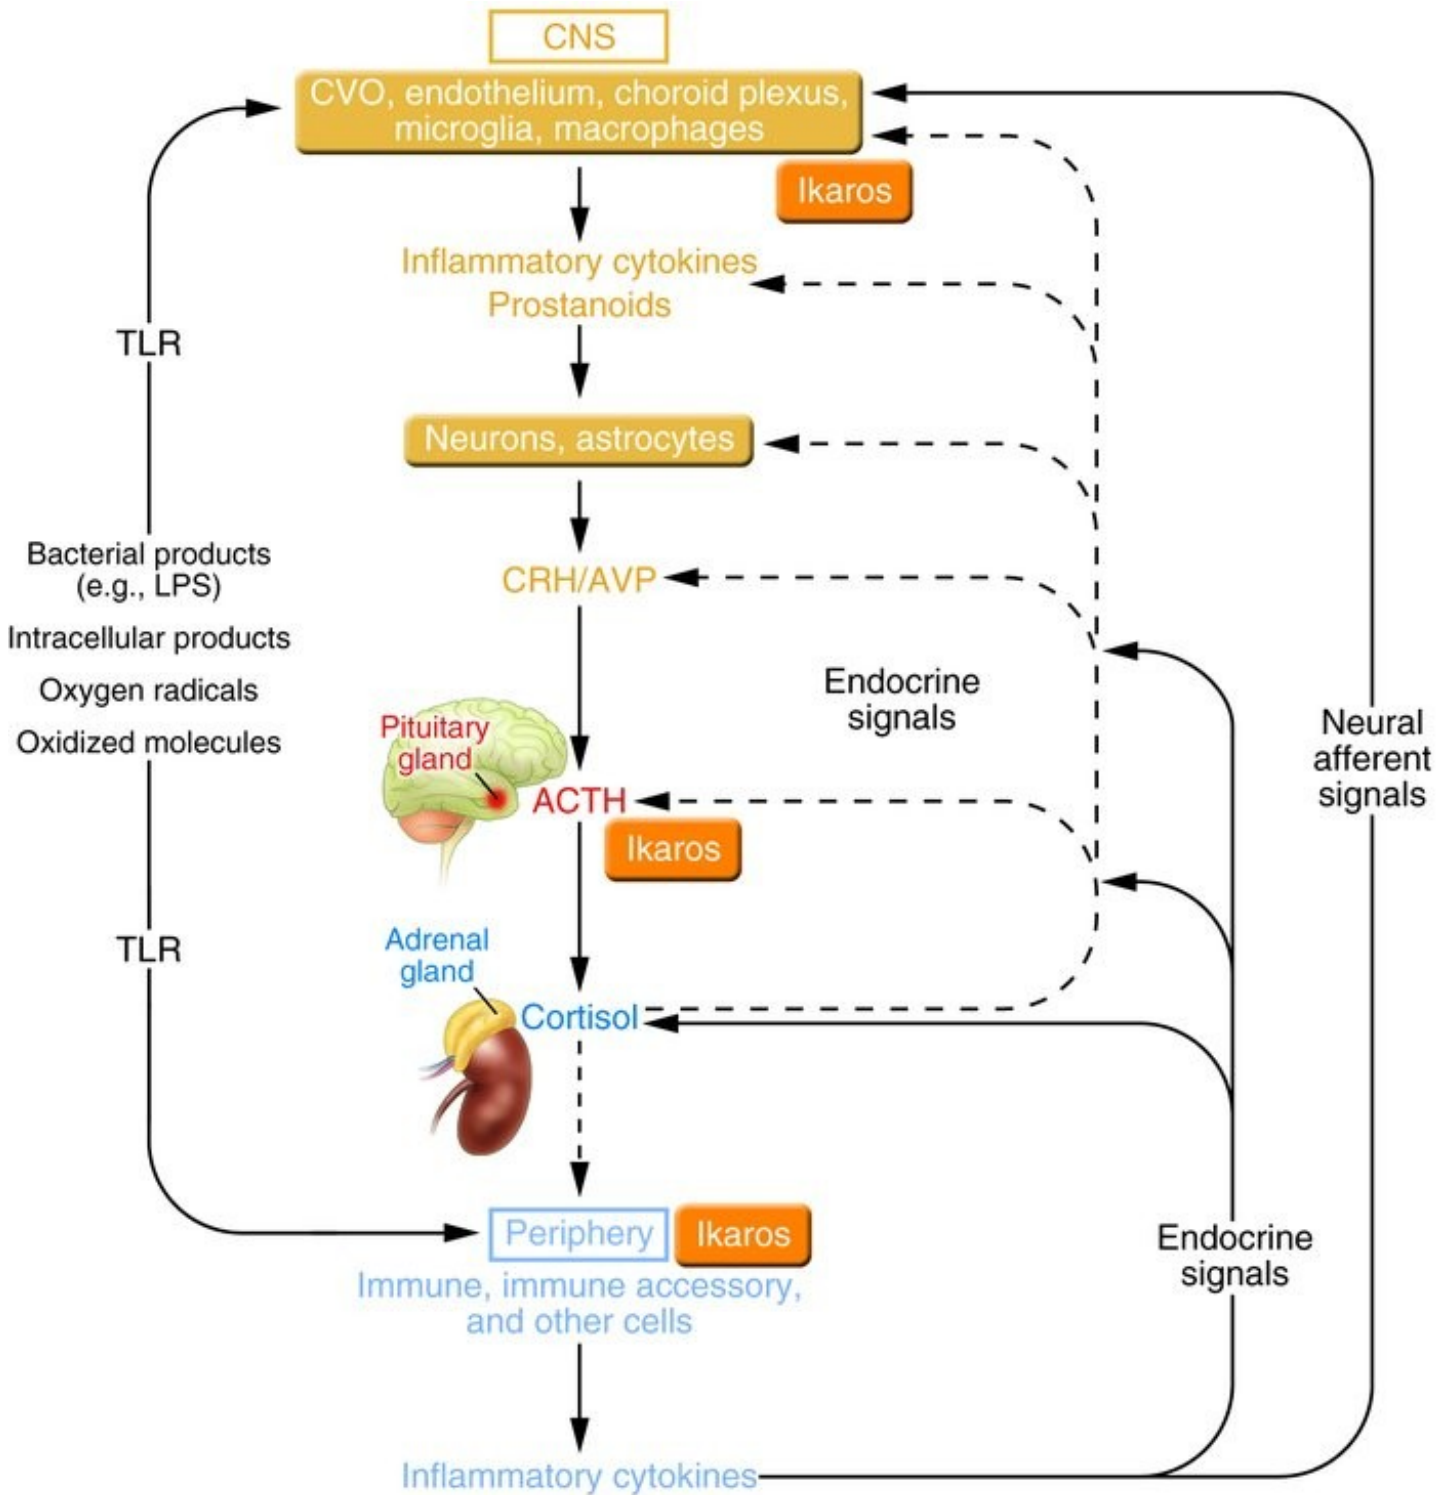 CNS
CVO, endothelium, choroid plexus,
microglia, macrophages
Ikaros
Inflammatory cytokines
Prostanoids
TLR
Neurons, astrocytes
Bacterial products
(e.g., LPS)
Intracellular products
Oxygen radicals
Oxidized molecules
CRH/AVP
Endocrine
signals
Neural
afferent
signals
Pituitary
gland
ACTH
Ikaros
TLR
Adrenal
gland
Cortisol
Periphery
Ikaros
Immune, immune accessory,
and other cells
Endocrine
signals
Inflammatory cytokines